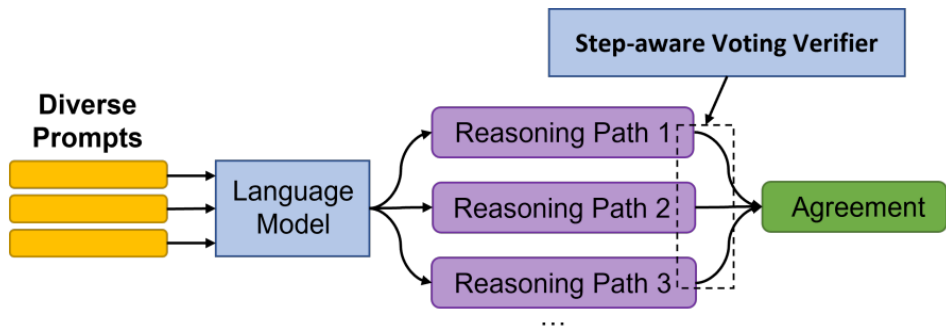 Step-aware Voting Verifier
Diverse
Prompts
Language
Model
Reasoning Path 1
Reasoning Path 2
Reasoning Path 3
...
Agreement